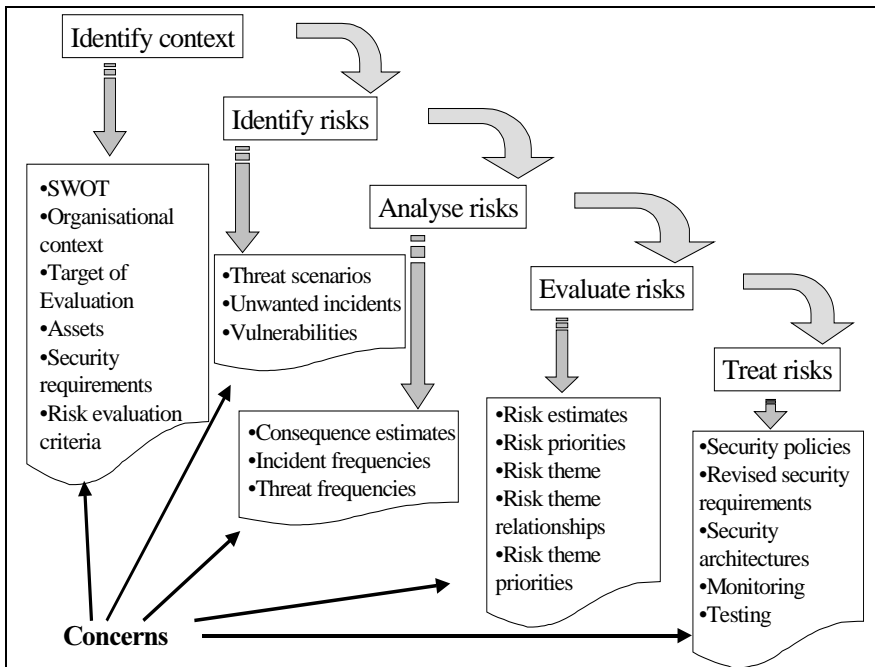 Identify context
Identify risks
Analyse risks
Evaluate risks
Treat risks
•SWOT
•Organisational
context
•Target of
Evaluation
•Assets
•Security
requirements
•Risk evaluation
criteria
•Threat scenarios
•Unwanted incidents
•Vulnerabilities
•Consequence estimates
•Incident frequencies
•Threat frequencies
•Risk estimates
•Risk priorities
•Risk theme
•Risk theme
relationships
•Risk theme
priorities
•Security policies
•Revised security
requirements
•Security
architectures
•Monitoring
•Testing
Concerns